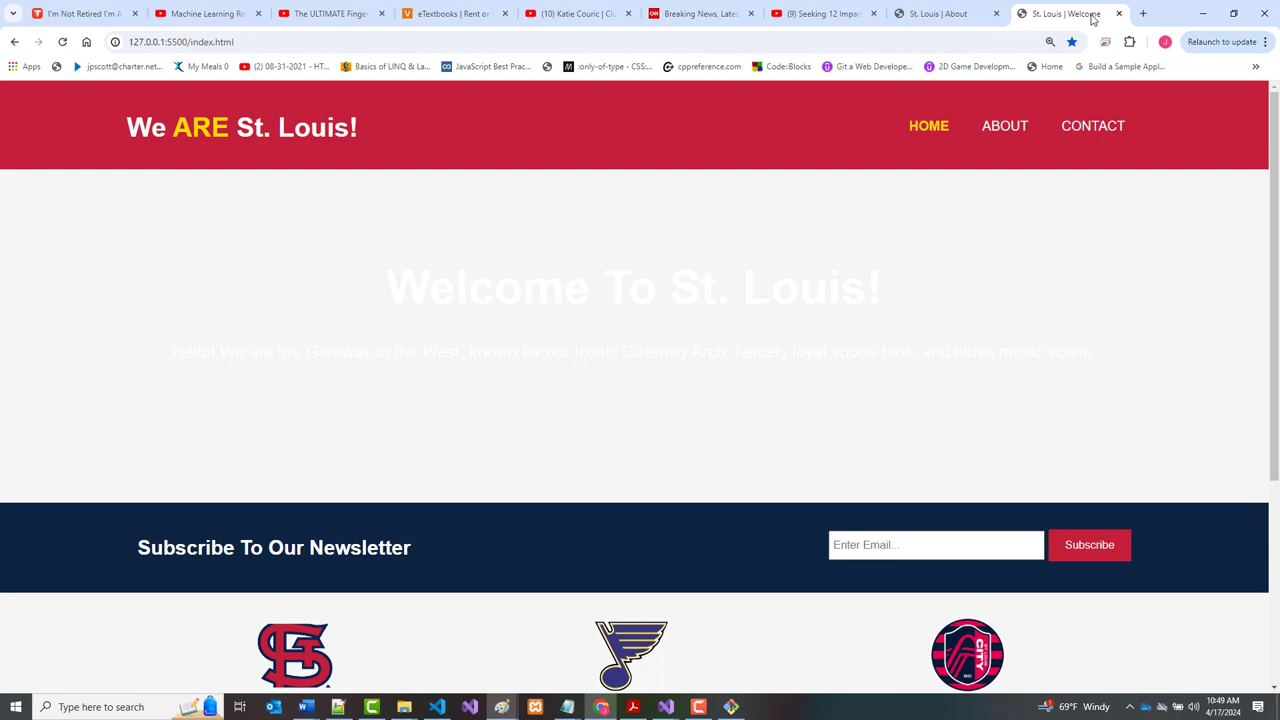 I'm Not Retired I'm A
Machine Learning Ro
The ULTIMATE Finger
eTextbooks | Rent or
(10) Katie Couric | Clu
Breaking News, Lates
(9) Seeking 12 Impar
St. Louis | About
St. Louis | Welcome
127.0.0.1:5500/index.html
J
Relaunch to update
Apps
jpscott@charter.net...
My Meals 0
(2) 08-31-2021 - HT...
Basics of LINQ & La...
JavaScript Best Prac...
:only-of-type - CSS:...
cppreference.com
Code::Blocks
Git a Web Develope...
2D Game Developm...
Home
Build a Sample Appl...
We ARE St. Louis!
HOME
ABOUT
CONTACT
Welcome To St. Louis!
Hello! We are the Gateway to the West, known for our iconic Gateway Arch, fiercely loyal sports fans, and blues music scene.
Subscribe To Our Newsletter
Enter Email...
Subscribe
CITY
Type here to search
69°F Windy
10:49 AM
4/17/2024